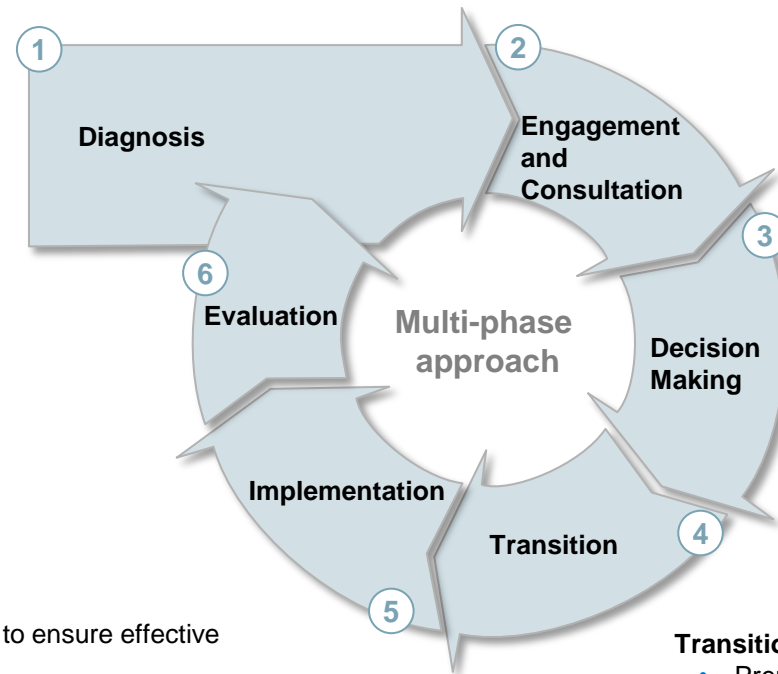 1
Diagnosis
2
Engagement
and
Consultation
3
Decision
Making
4
Transition
5
Implementation
6
Evaluation
Multi-phase
approach
to ensure effective